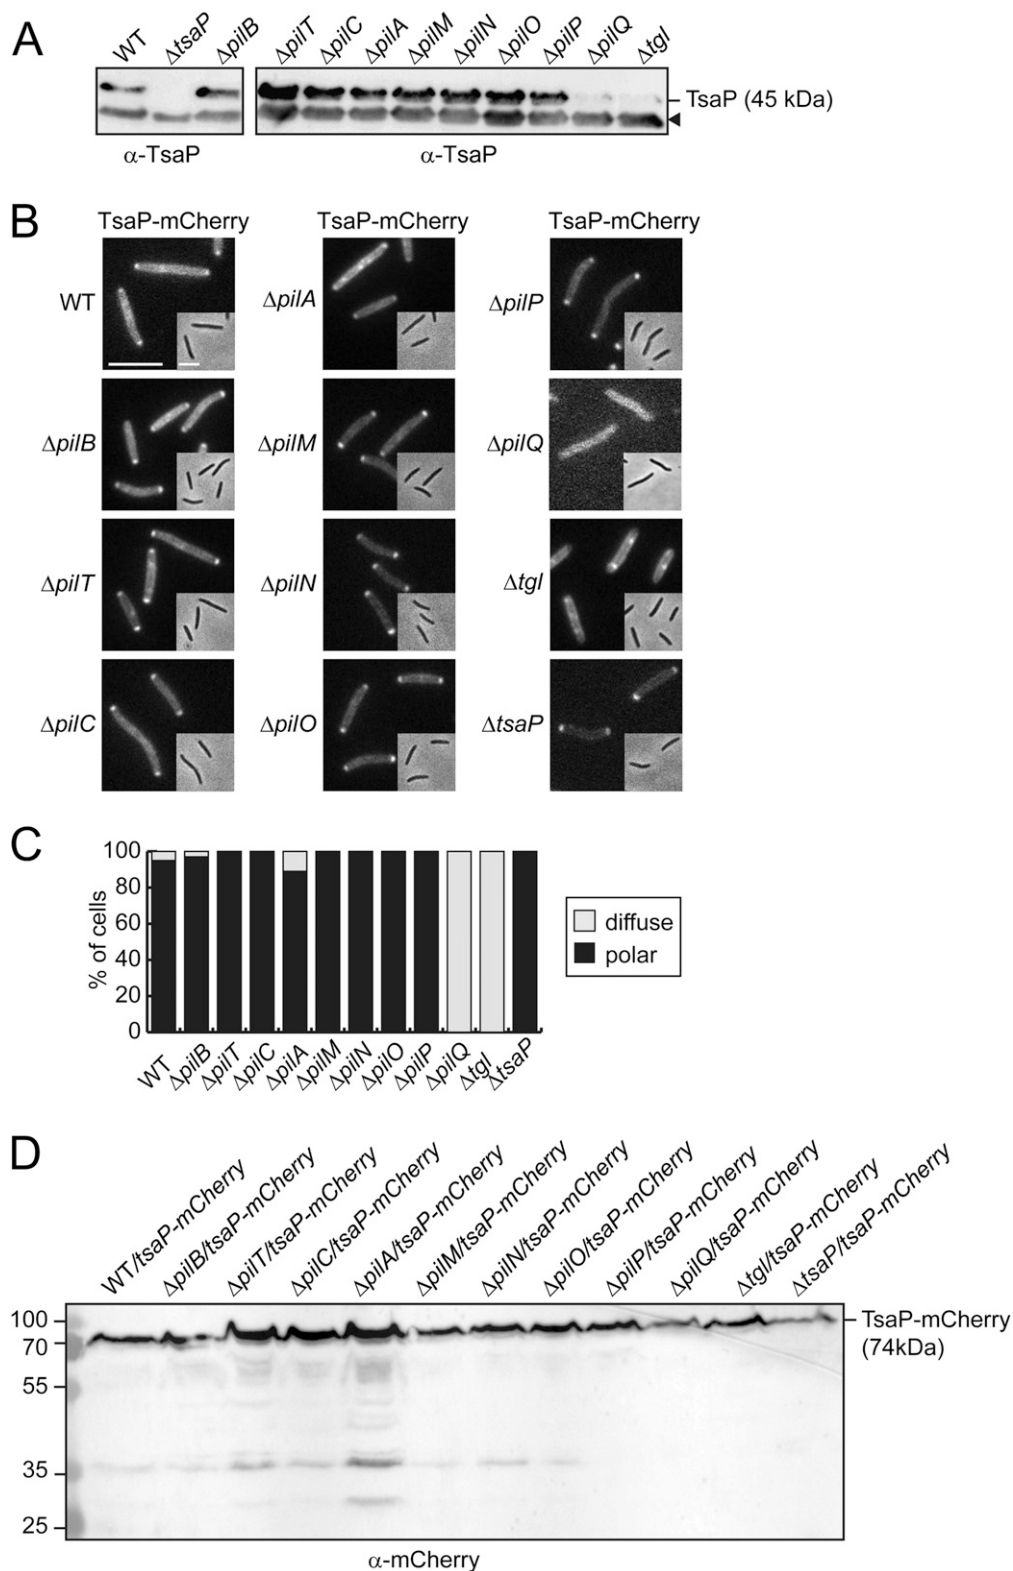 A
WT ΔtsaP ΔpilB ΔpilT ΔpilC ΔpilA ΔpilM ΔpilN ΔpilO ΔpilP ΔpilQ Δtgl
TsaP (45 kDa)
α-TsaP α-TsaP
B
TsaP-mCherry TsaP-mCherry TsaP-mCherry
WT ΔpilA ΔpilP
ΔpilB ΔpilM ΔpilQ
ΔpilT ΔpilN Δtgl
ΔpilC ΔpilO ΔtsaP
C
% of cells
100
80
60
40
20
0
diffuse
polar
WT ΔpilB ΔpilT ΔpilC ΔpilA ΔpilM ΔpilN ΔpilO ΔpilP ΔpilQ Δtgl ΔtsaP
D
WT/tsaP-mCherry
ΔpilB/tsaP-mCherry
ΔpilT/tsaP-mCherry
ΔpilC/tsaP-mCherry
ΔpilA/tsaP-mCherry
ΔpilM/tsaP-mCherry
ΔpilN/tsaP-mCherry
ΔpilO/tsaP-mCherry
ΔpilP/tsaP-mCherry
ΔpilQ/tsaP-mCherry
Δtgl/tsaP-mCherry
ΔtsaP/tsaP-mCherry
100
70
55
35
25
TsaP-mCherry
(74kDa)
α-mCherry